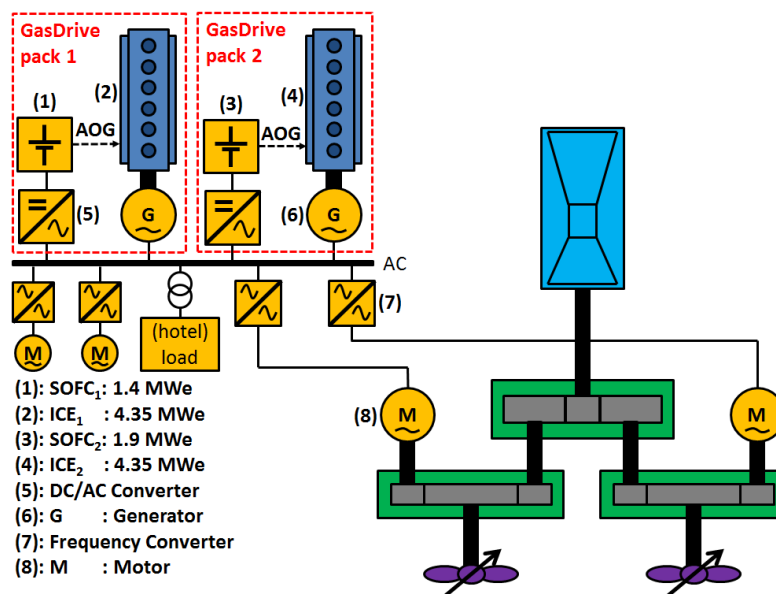 GasDrive
pack 1
GasDrive
pack 2
(2)
(4)
(1)
(3)
AOG
AOG
(5)
G
(6)
G
AC
(7)
M
M
(hotel)
load
(8)
M
M
(1): SOFC₁: 1.4 MWe
(2): ICE₁ : 4.35 MWe
(3): SOFC₂: 1.9 MWe
(4): ICE₂ : 4.35 MWe
(5): DC/AC Converter
(6): G : Generator
(7): Frequency Converter
(8): M : Motor